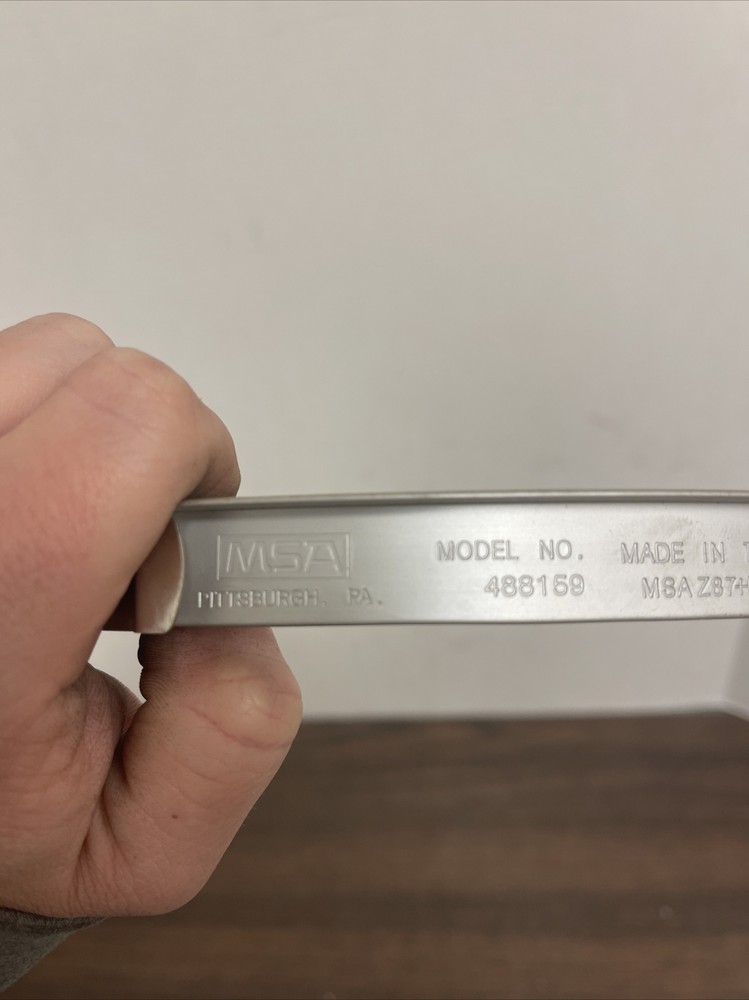 MSA
PITTSBURGH. PA.
MODEL NO.
488159
MADE IN T
MSA Z87+